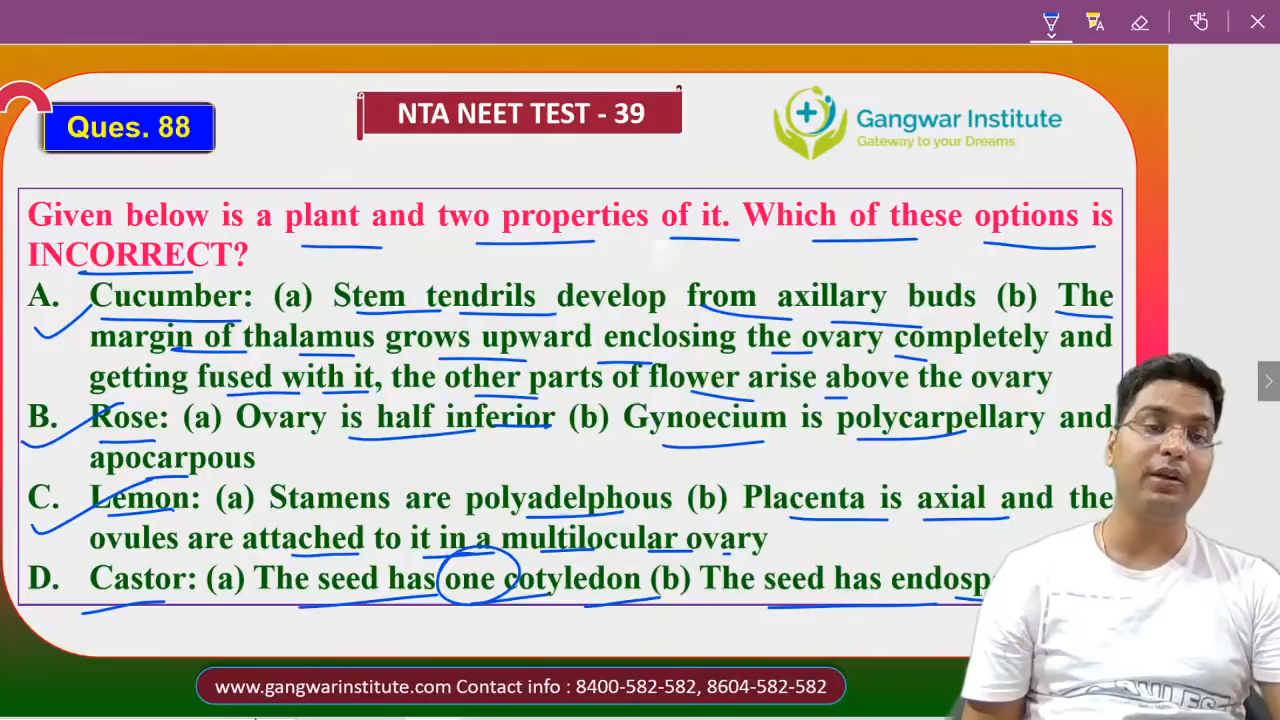 Ques. 88
NTA NEET TEST - 39
Gangwar Institute
Gateway to your Dreams
Given below is a plant and two properties of it. Which of these options is
INCORRECT?
A. Cucumber: (a) Stem tendrils develop from axillary buds (b) The
margin of thalamus grows upward enclosing the ovary completely and
getting fused with it, the other parts of flower arise above the ovary
B. Rose: (a) Ovary is half inferior (b) Gynoecium is polycarpellary and
apocarpous
C. Lemon: (a) Stamens are polyadelphous (b) Placenta is axial and the
ovules are attached to it in a multilocular ovary
D. Castor: (a) The seed has one cotyledon (b) The seed has
www.gangwarinstitute.com Contact info : 8400-582-582, 8604-582-582